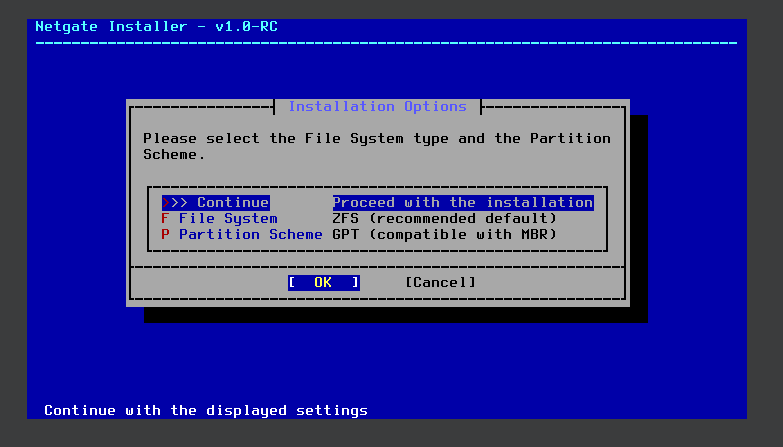 Netgate Installer - v1.0-RC
Installation Options
Please select the File System type and the Partition
Scheme.
>>> Continue Proceed with the installation
F File System ZFS (recommended default)
P Partition Scheme GPT (compatible with MBR)
[ OK ] [Cancel]
Continue with the displayed settings